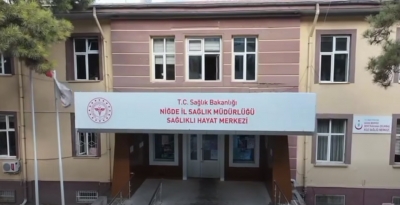 T.C. Sağlık Bakanlığı
NİĞDE İL SAĞLIK MÜDÜRLÜĞÜ
SAĞLIKLI HAYAT MERKEZİ